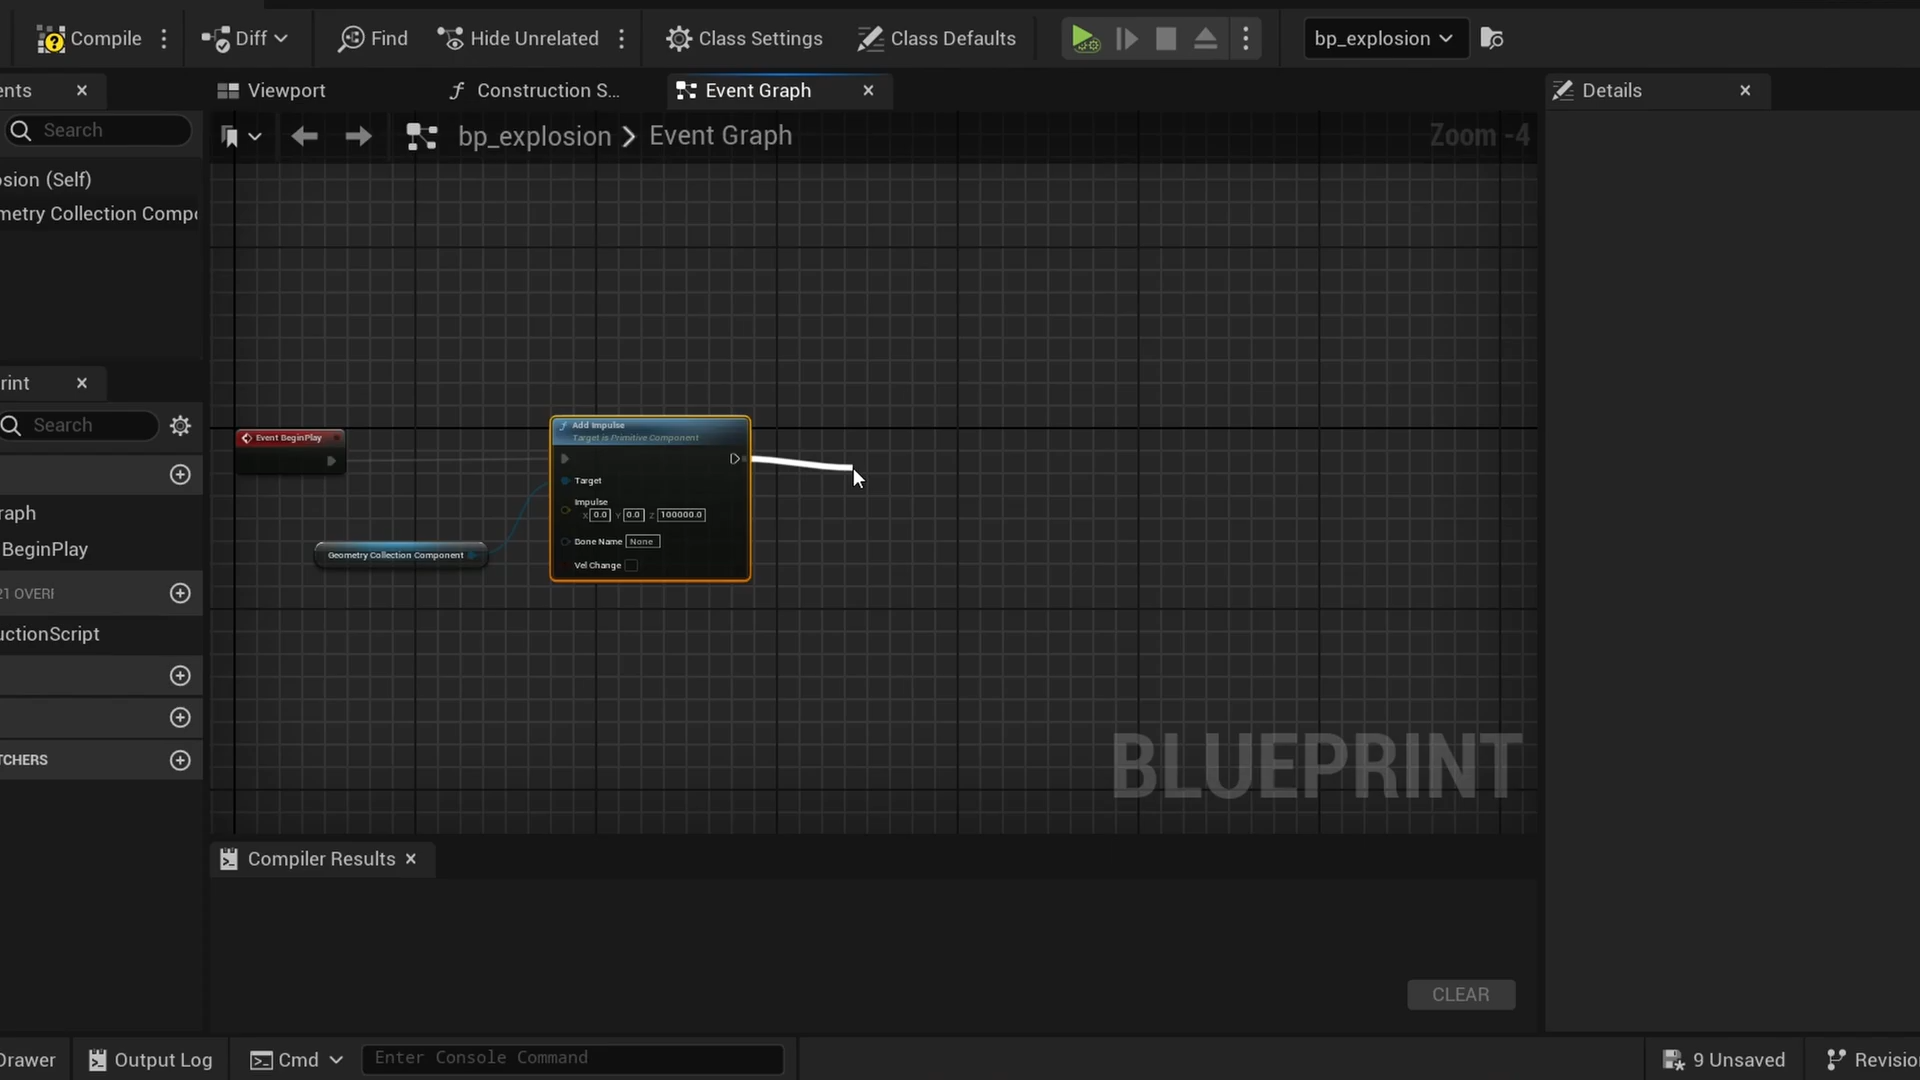 Compile
Diff
Find
Hide Unrelated
Class Settings
Class Defaults
bp_explosion
ents
Viewport
Construction S...
Event Graph
Details
Search
bp_explosion > Event Graph
Zoom -4
osion (Self)
metry Collection Compo
rint
Search
raph
BeginPlay
21 OVERI
uctionScript
TCHERS
Event BeginPlay
Geometry Collection Component
Add Impulse
Target is Primitive Component
Target
Impulse
X 0.0 Y 0.0 Z 100000.0
Bone Name None
Vel Change
BLUEPRINT
Compiler Results
CLEAR
Drawer
Output Log
Cmd
Enter Console Command
9 Unsaved
Revisio